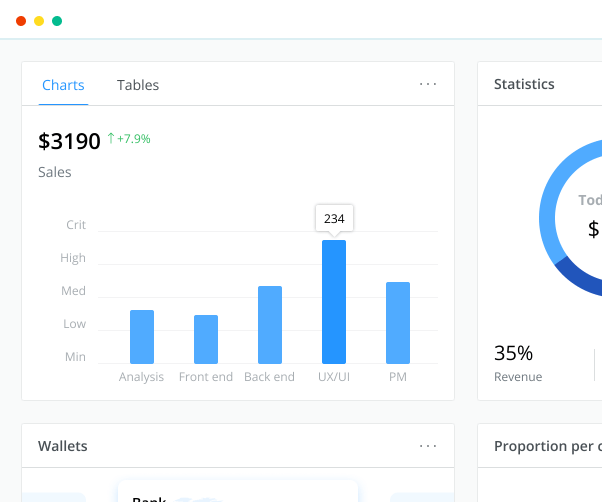 Charts Tables ...
$3190 ↑ +7.9%
Sales
234
Crit
High
Med
Low
Min
Analysis Front end Back end UX/UI PM
Statistics
$
35%
Revenue
Wallets ...
Bank
Proportion per